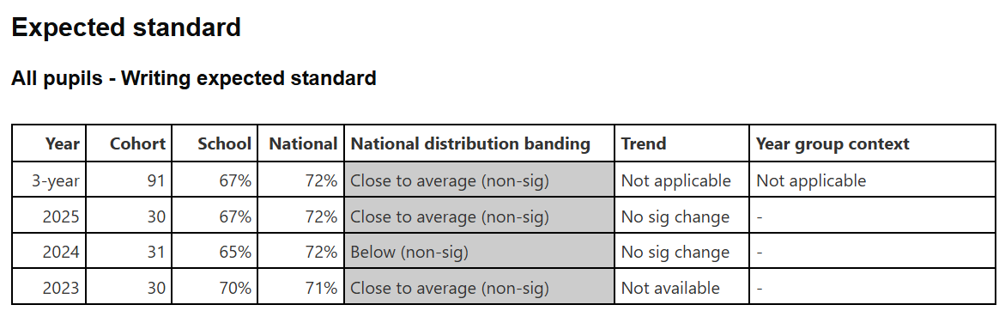 Expected standard
All pupils - Writing expected standard
Year Cohort School National National distribution banding Trend Year group context
3-year 91 67% 72% Close to average (non-sig) Not applicable Not applicable
2025 30 67% 72% Close to average (non-sig) No sig change -
2024 31 65% 72% Below (non-sig) No sig change -
2023 30 70% 71% Close to average (non-sig) Not available -